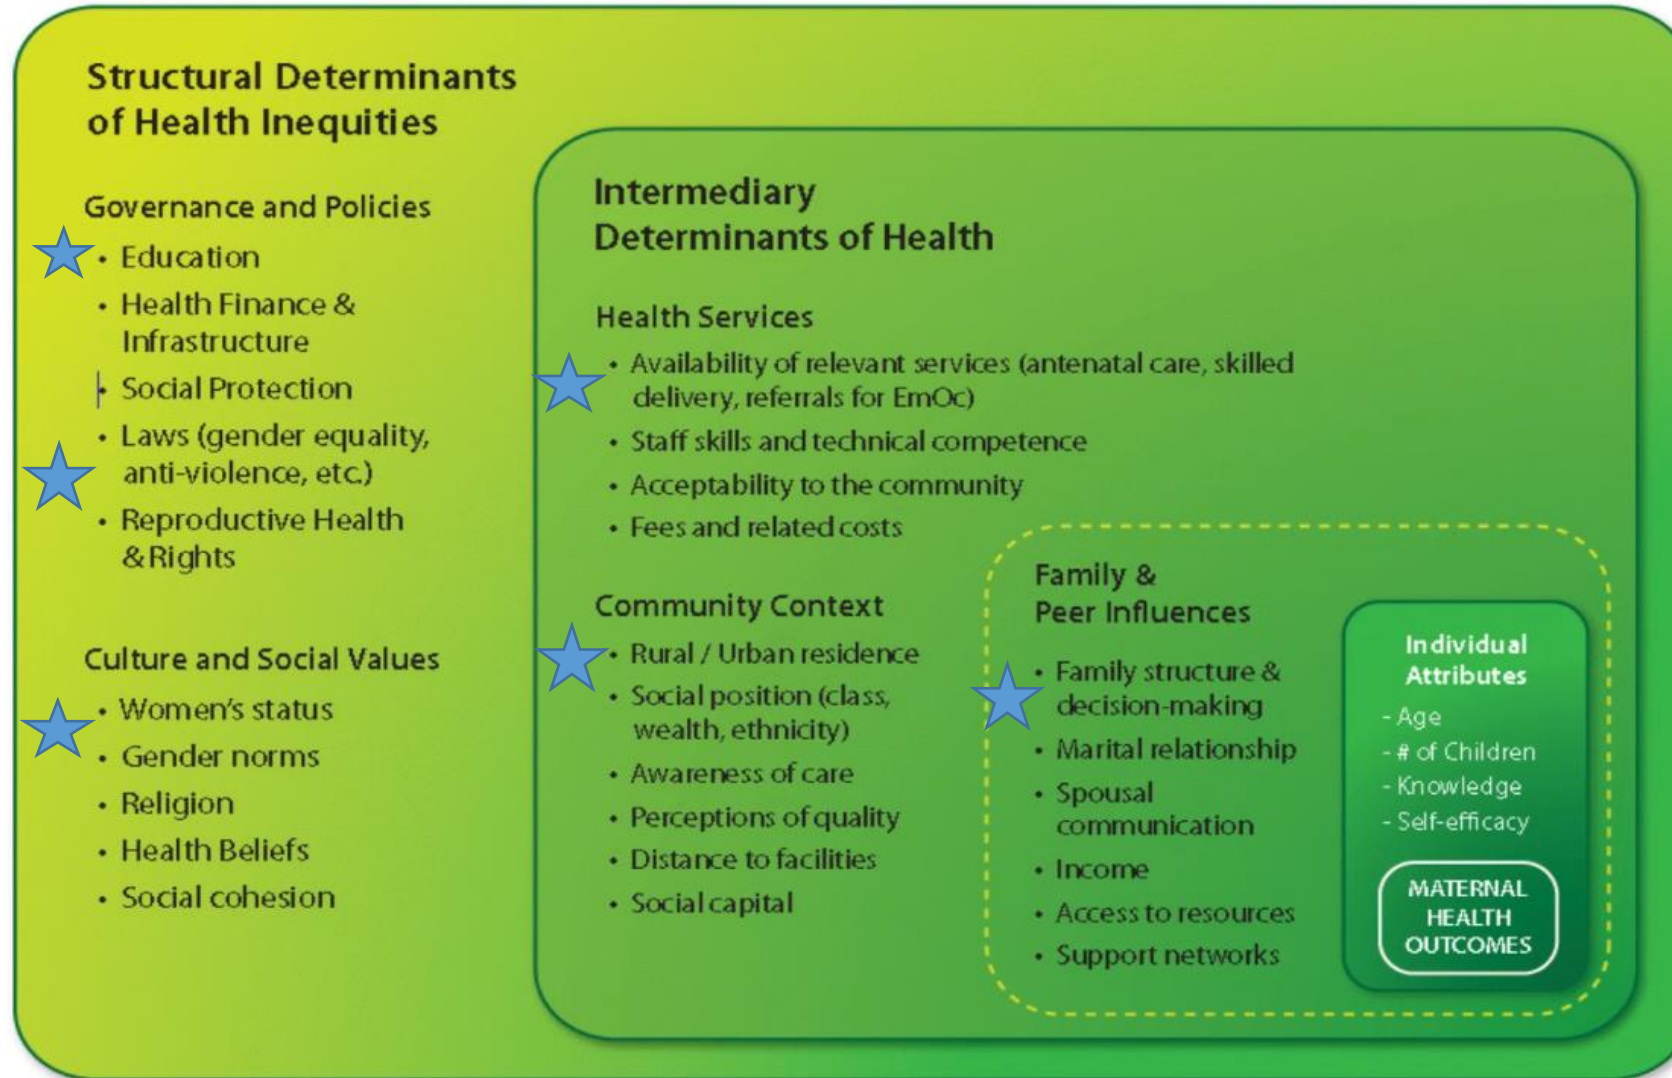 Structural Determinants
of Health Inequities
Governance and Policies
• Education
• Health Finance &
Infrastructure
• Social Protection
• Laws (gender equality,
anti-violence, etc.)
• Reproductive Health
& Rights
Culture and Social Values
• Women's status
• Gender norms
• Religion
• Health Beliefs
• Social cohesion
Intermediary
Determinants of Health
Health Services
• Availability of relevant services (antenatal care, skilled
delivery, referrals for EmOc)
• Staff skills and technical competence
• Acceptability to the community
• Fees and related costs
Community Context
• Rural / Urban residence
• Social position (class,
wealth, ethnicity)
• Awareness of care
• Perceptions of quality
• Distance to facilities
• Social capital
Family &
Peer Influences
• Family structure &
decision-making
• Marital relationship
• Spousal
communication
• Income
• Access to resources
• Support networks
Individual
Attributes
- Age
- # of Children
- Knowledge
- Self-efficacy
MATERNAL
HEALTH
OUTCOMES